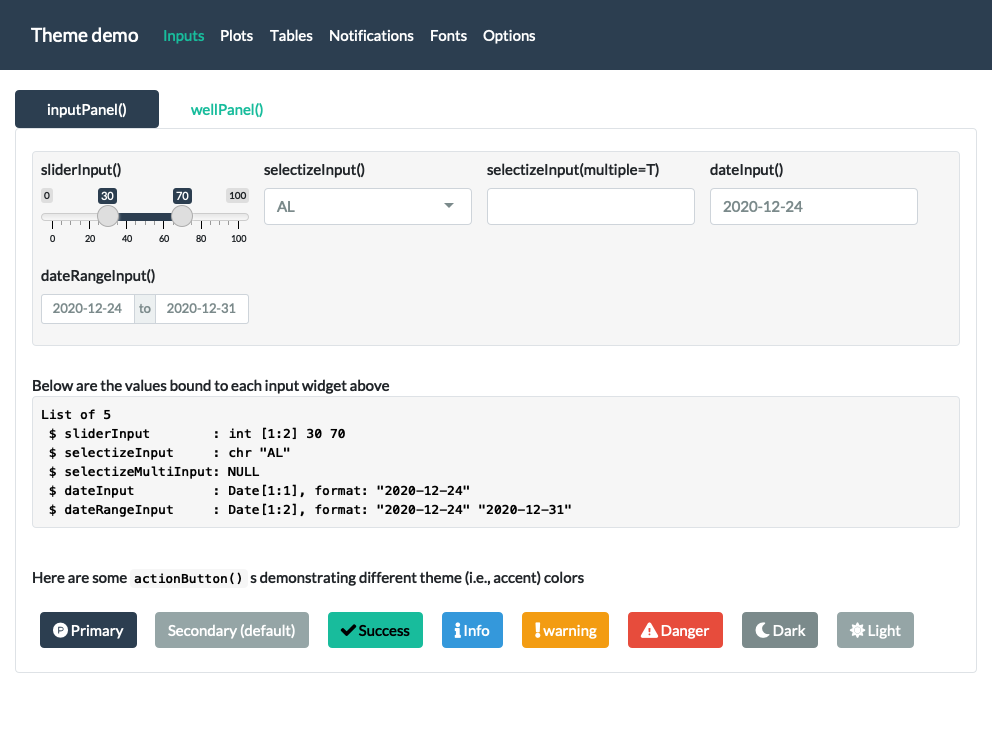 Theme demo Inputs Plots Tables Notifications Fonts Options
inputPanel() wellPanel()
sliderInput() selectizeInput() selectizeInput(multiple=T) dateInput()
0 30 70 100
AL 2020-12-24
0 20 40 60 80 100
dateRangeInput()
2020-12-24 to 2020-12-31
Below are the values bound to each input widget above
List of 5
$ sliderInput : int [1:2] 30 70
$ selectizeInput : chr "AL"
$ selectizeMultiInput: NULL
$ dateInput : Date[1:1], format: "2020-12-24"
$ dateRangeInput : Date[1:2], format: "2020-12-24" "2020-12-31"
Here are some actionButton() s demonstrating different theme (i.e., accent) colors
Primary Secondary (default) Success Info warning Danger Dark Light